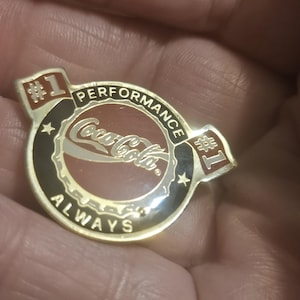 #1
PERFORMANCE
#1
Coca-Cola
ALWAYS